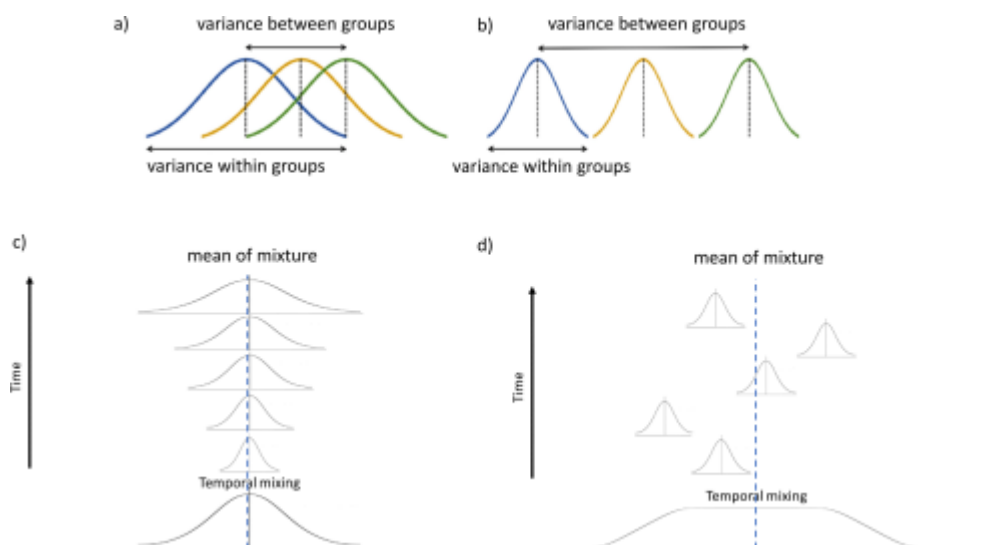 a)
variance between groups
variance within groups
b)
variance between groups
variance within groups
c)
mean of mixture
Time
Temporal mixing
d)
mean of mixture
Time
Temporal mixing